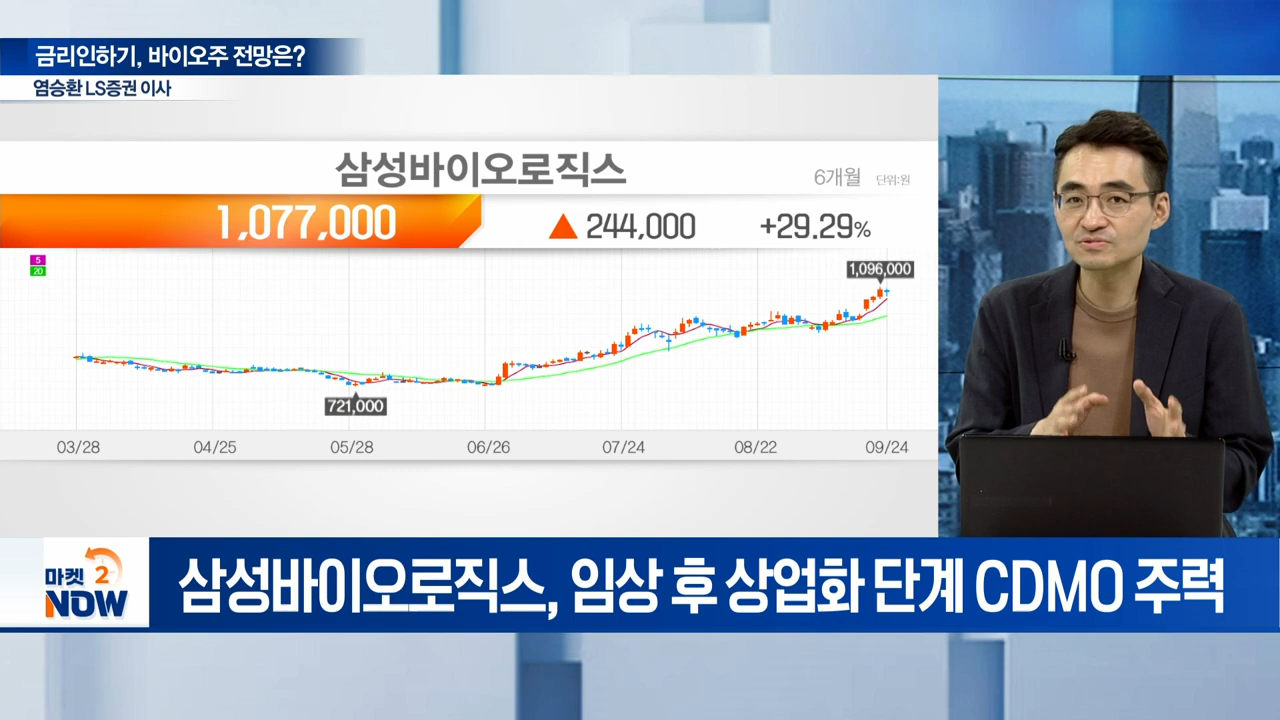 금리인하기, 바이오주 전망은?
염승환 LS증권 이사
삼성바이오로직스
6개월 단위:원
1,077,000 ▲ 244,000 +29.29%
5
20
1,096,000
721,000
03/28 04/25 05/28 06/26 07/24 08/22 09/24
마켓 2
NOW
삼성바이오로직스, 임상 후 상업화 단계 CDMO 주력